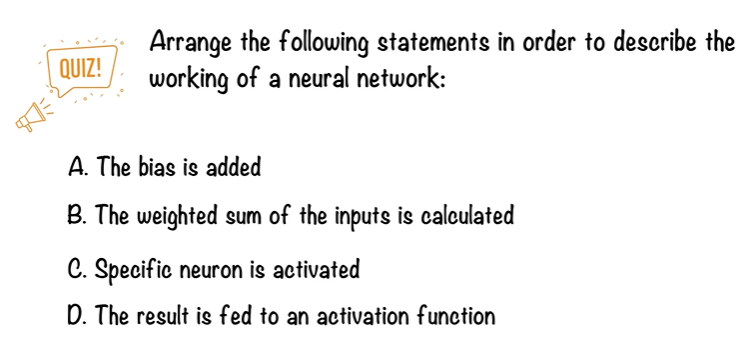 QUIZ!
Arrange the following statements in order to describe the
working of a neural network:
A. The bias is added
B. The weighted sum of the inputs is calculated
C. Specific neuron is activated
D. The result is fed to an activation function